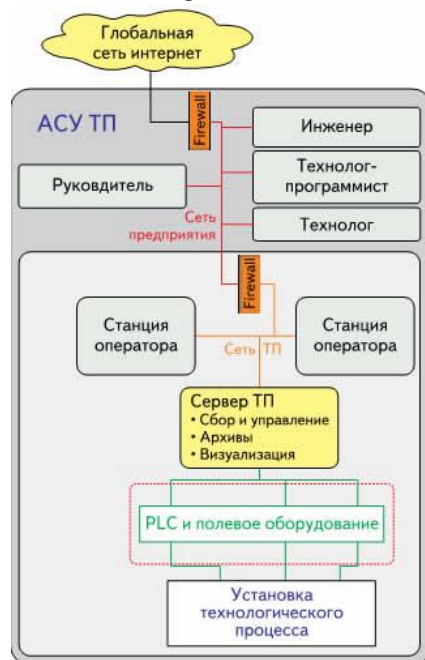 Глобальная
сеть интернет
Firewall
АСУ ТП
Инженер
Технолог-
программист
Руковдитель
Технолог
Сеть
предприятия
Firewall
Станция
оператора
Станция
оператора
Сеть ТП
Сервер ТП
• Сбор и управление
• Архивы
• Визуализация
PLC и полевое оборудование
Установка
технологического
процесса